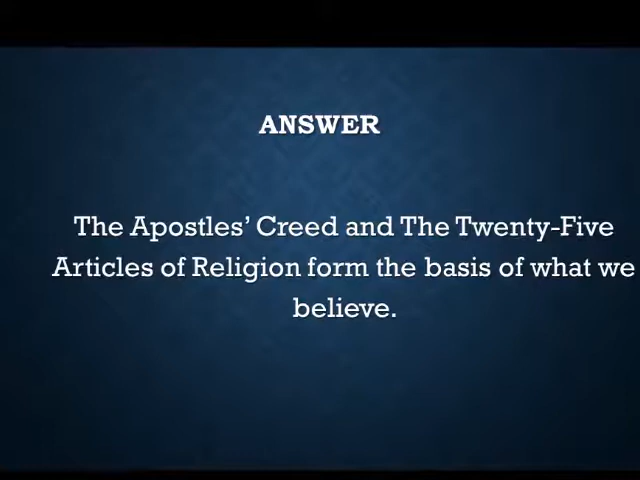 ANSWER
The Apostles’ Creed and The Twenty-Five
Articles of Religion form the basis of what we
believe.